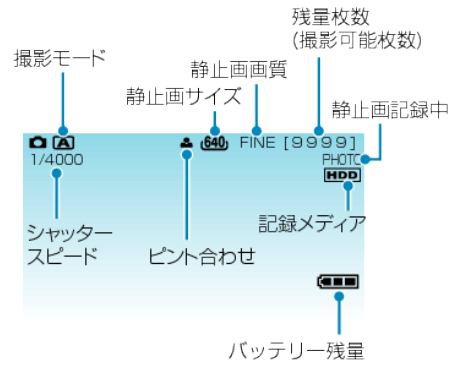 残量枚数
(撮影可能枚数)
撮影モード
静止画画質
静止画サイズ
静止画記録中
A
640
FINE [9999]
1/4000
PHOTO
HDD
シャッター
スピード
ピント合わせ
記録メディア
バッテリー残量